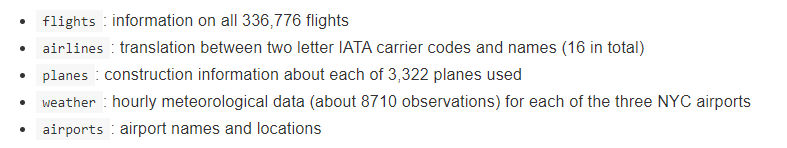 flights : information on all 336,776 flights
airlines : translation between two letter IATA carrier codes and names (16 in total)
planes : construction information about each of 3,322 planes used
weather : hourly meteorological data (about 8710 observations) for each of the three NYC airports
airports : airport names and locations